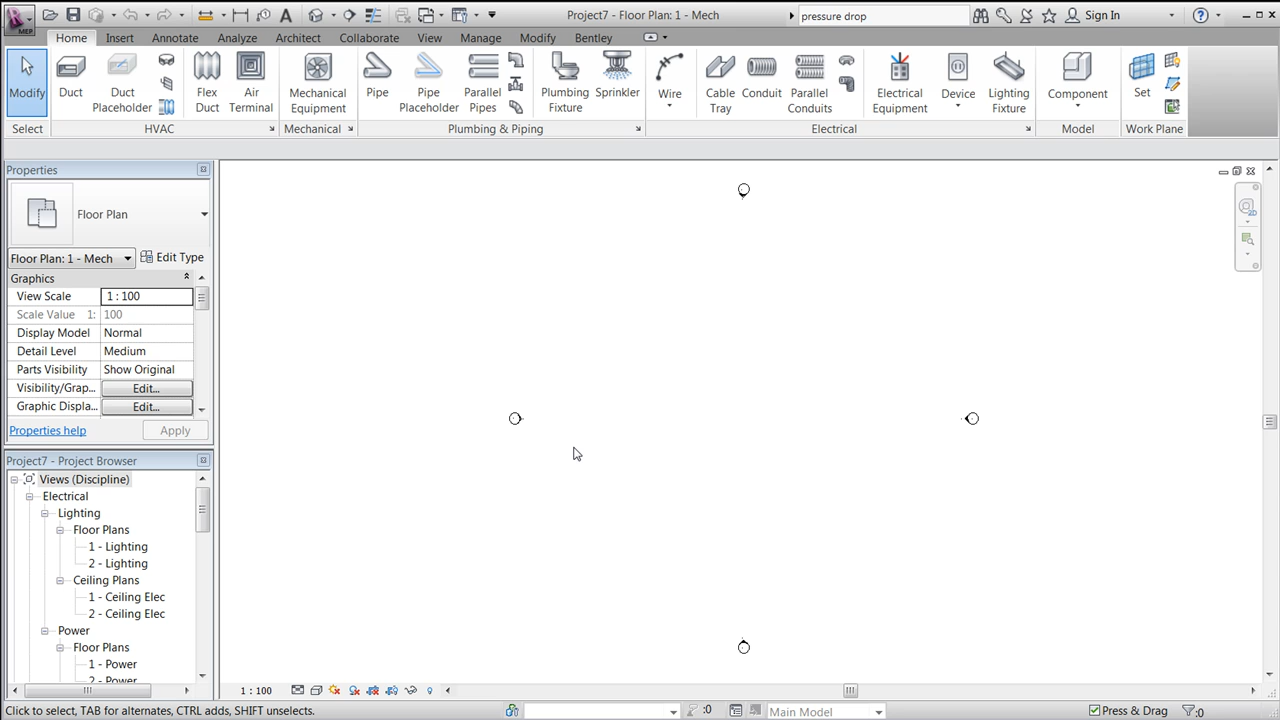 Project7 - Floor Plan: 1 - Mech
pressure drop
Sign In
MEP
Home Insert Annotate Analyze Architect Collaborate View Manage Modify Bentley
Modify
Duct
Duct Placeholder
Flex Duct
Air Terminal
Mechanical Equipment
Pipe
Pipe Placeholder
Parallel Pipes
Plumbing Fixture
Sprinkler
Wire
Cable Tray
Conduit
Parallel Conduits
Electrical Equipment
Device
Lighting Fixture
Component
Set
Select HVAC Mechanical Plumbing & Piping Electrical Model Work Plane
Properties
Floor Plan
Floor Plan: 1 - Mech Edit Type
Graphics
View Scale 1 : 100
Scale Value 1: 100
Display Model Normal
Detail Level Medium
Parts Visibility Show Original
Visibility/Grap... Edit...
Graphic Displa... Edit...
Properties help Apply
Project7 - Project Browser
Views (Discipline)
Electrical
Lighting
Floor Plans
1 - Lighting
2 - Lighting
Ceiling Plans
1 - Ceiling Elec
2 - Ceiling Elec
Power
Floor Plans
1 - Power
2 - Power
2D
1 : 100
Click to select, TAB for alternates, CTRL adds, SHIFT unselects.
:0
Main Model
Press & Drag
:0